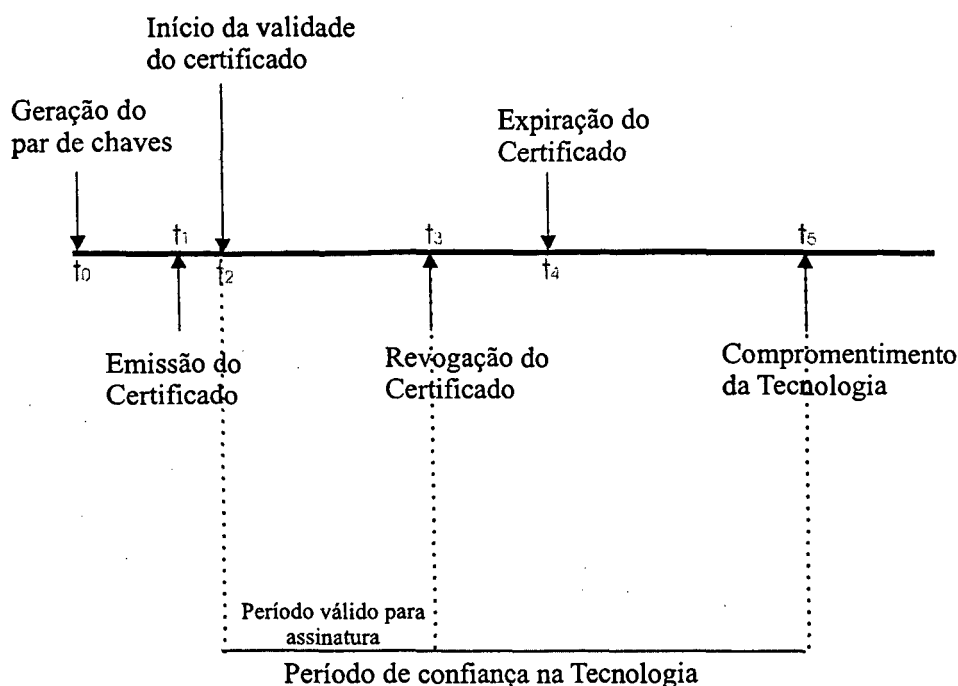 Início da validade
do certificado
Geração do
par de chaves
Expiração do
Certificado
t1
t3
t5
t0
t2
t4
Emissão do
Certificado
Revogação do
Certificado
Compromentimento
da Tecnologia
Período válido para
assinatura
Período de confiança na Tecnologia